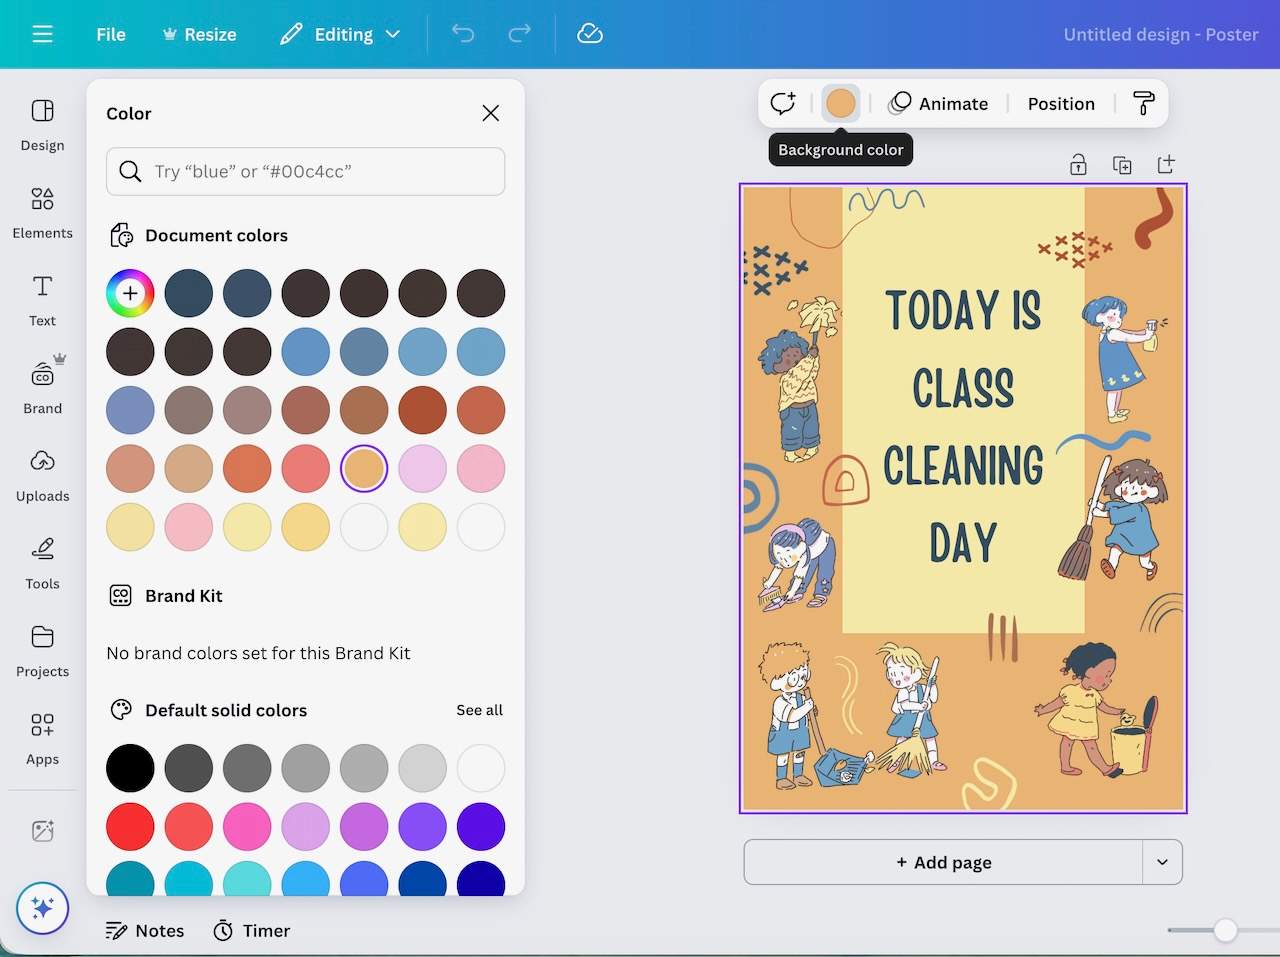 File
Resize
Editing
Untitled design - Poster
Design
Elements
Text
Brand
Uploads
Tools
Projects
Apps
Color
Try “blue” or “#00c4cc”
Document colors
Brand Kit
No brand colors set for this Brand Kit
Default solid colors
See all
Notes
Timer
Animate
Position
Background color
TODAY IS
CLASS
CLEANING
DAY
+ Add page